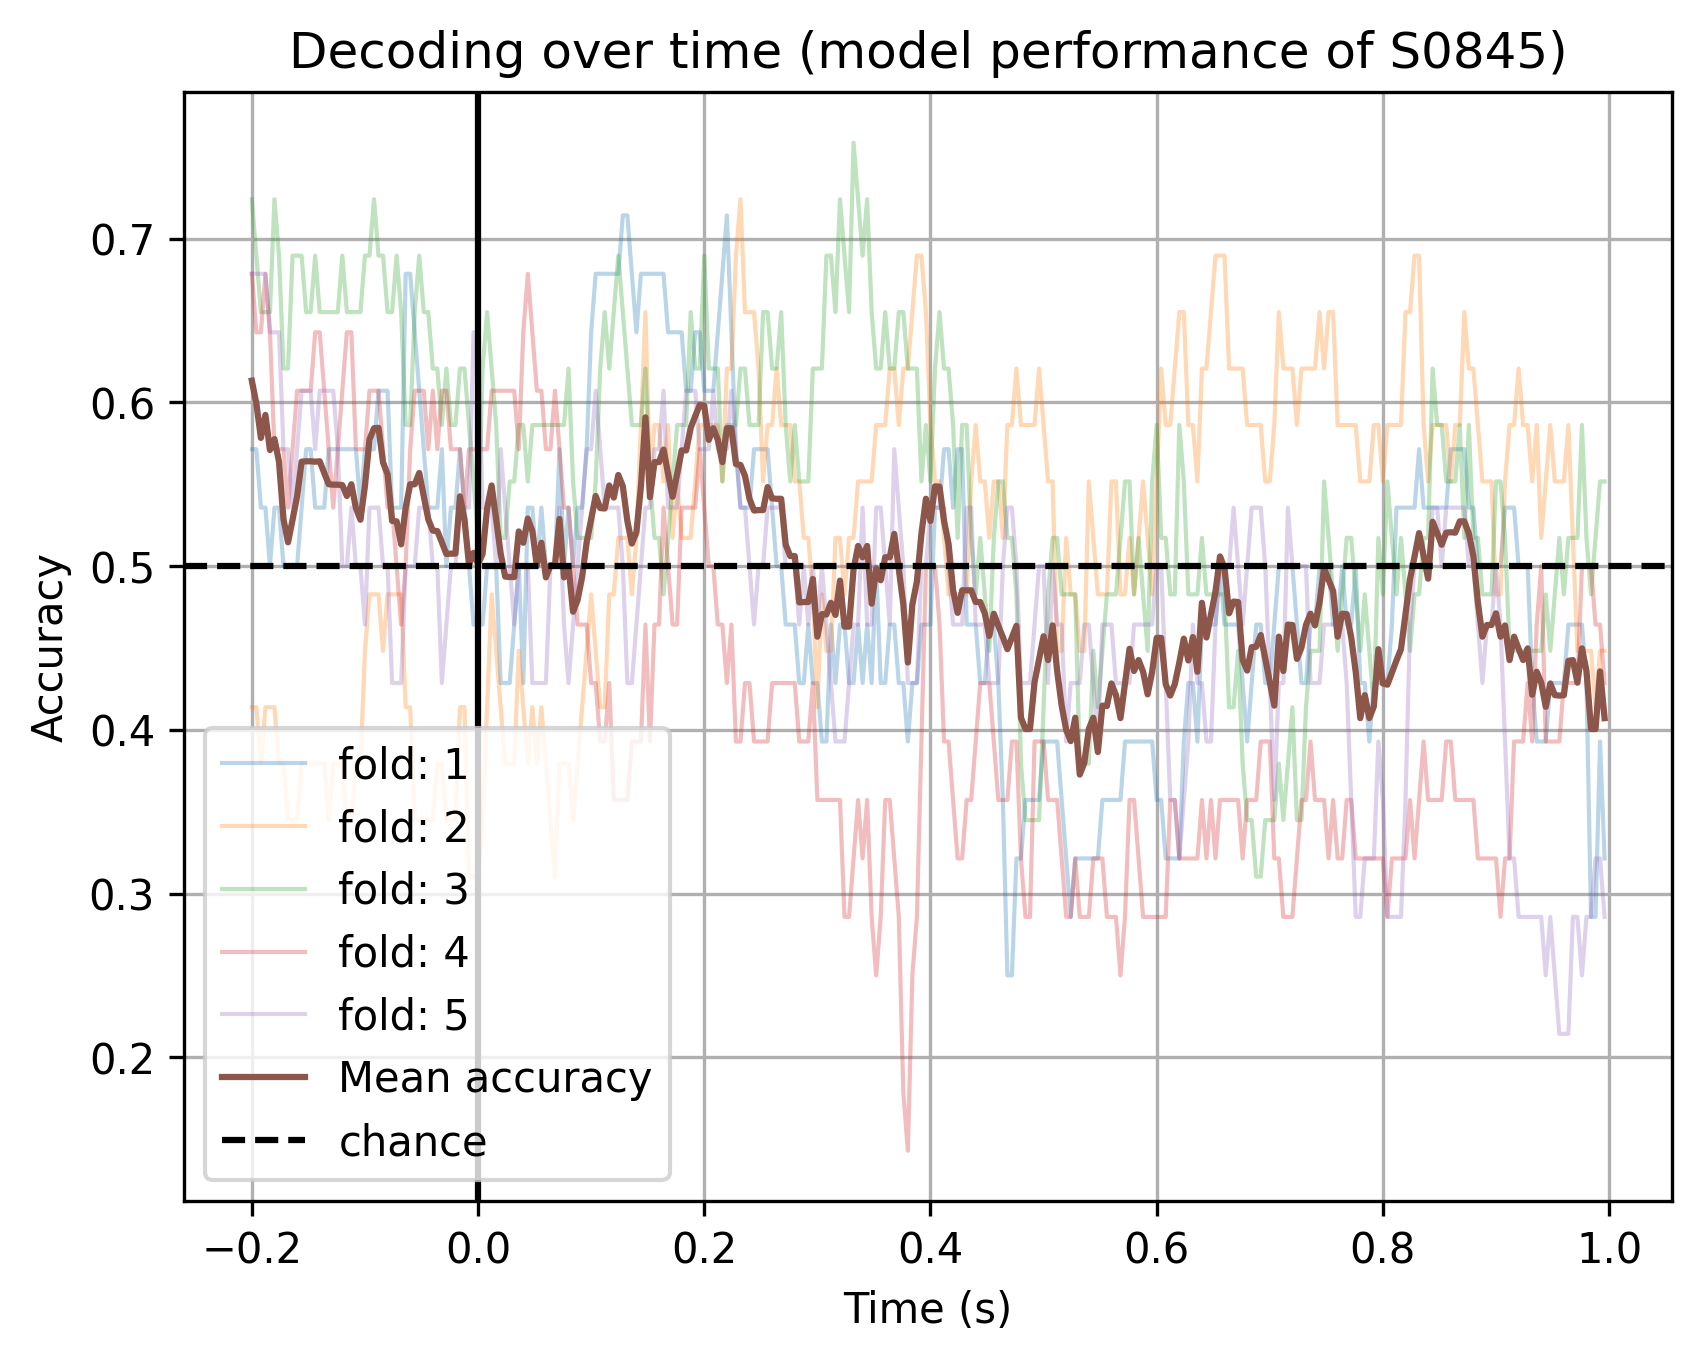 Decoding over time (model performance of S0845)
Accuracy
0.7
0.6
0.5
0.4
0.3
0.2
fold: 1
fold: 2
fold: 3
fold: 4
fold: 5
Mean accuracy
chance
−0.2 0.0 0.2 0.4 0.6 0.8 1.0
Time (s)